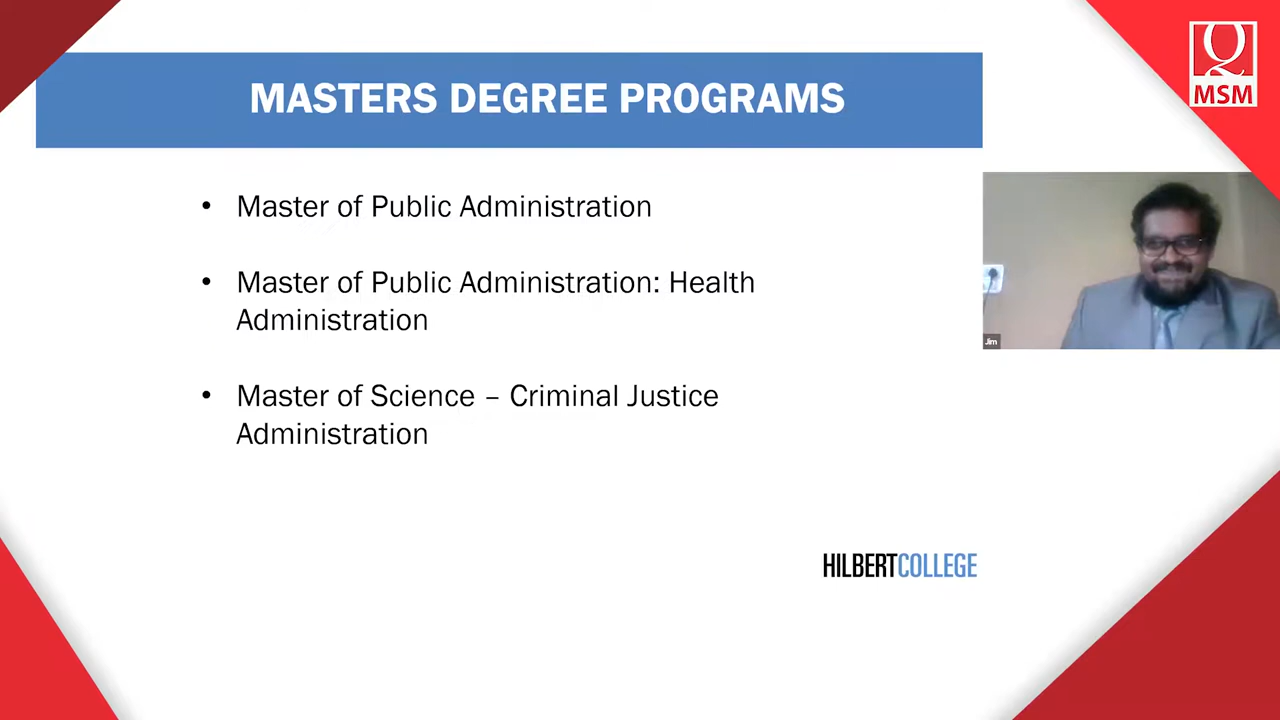 MASTERS DEGREE PROGRAMS
MSM
• Master of Public Administration
• Master of Public Administration: Health
Administration
Jim
• Master of Science – Criminal Justice
Administration
HILBERTCOLLEGE